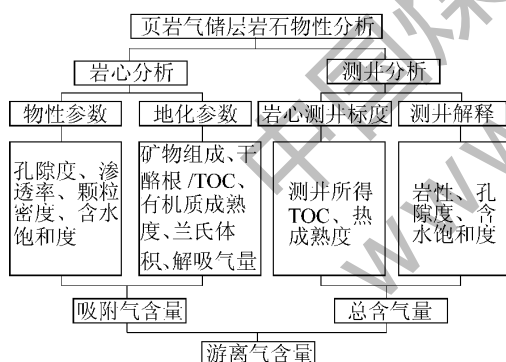 页岩气储层岩石物性分析
岩心分析
测井分析
物性参数
地化参数
岩心测井标度
测井解释
孔隙度、渗
透率、颗粒
密度、含水
饱和度
矿物组成、干
酪根/TOC、
有机质成熟
度、兰氏体
积、解吸气量
测井所得
TOC、热
成熟度
岩性、孔
隙度、含
水饱和度
吸附气含量
总含气量
游离气含量
中国煤
WWW